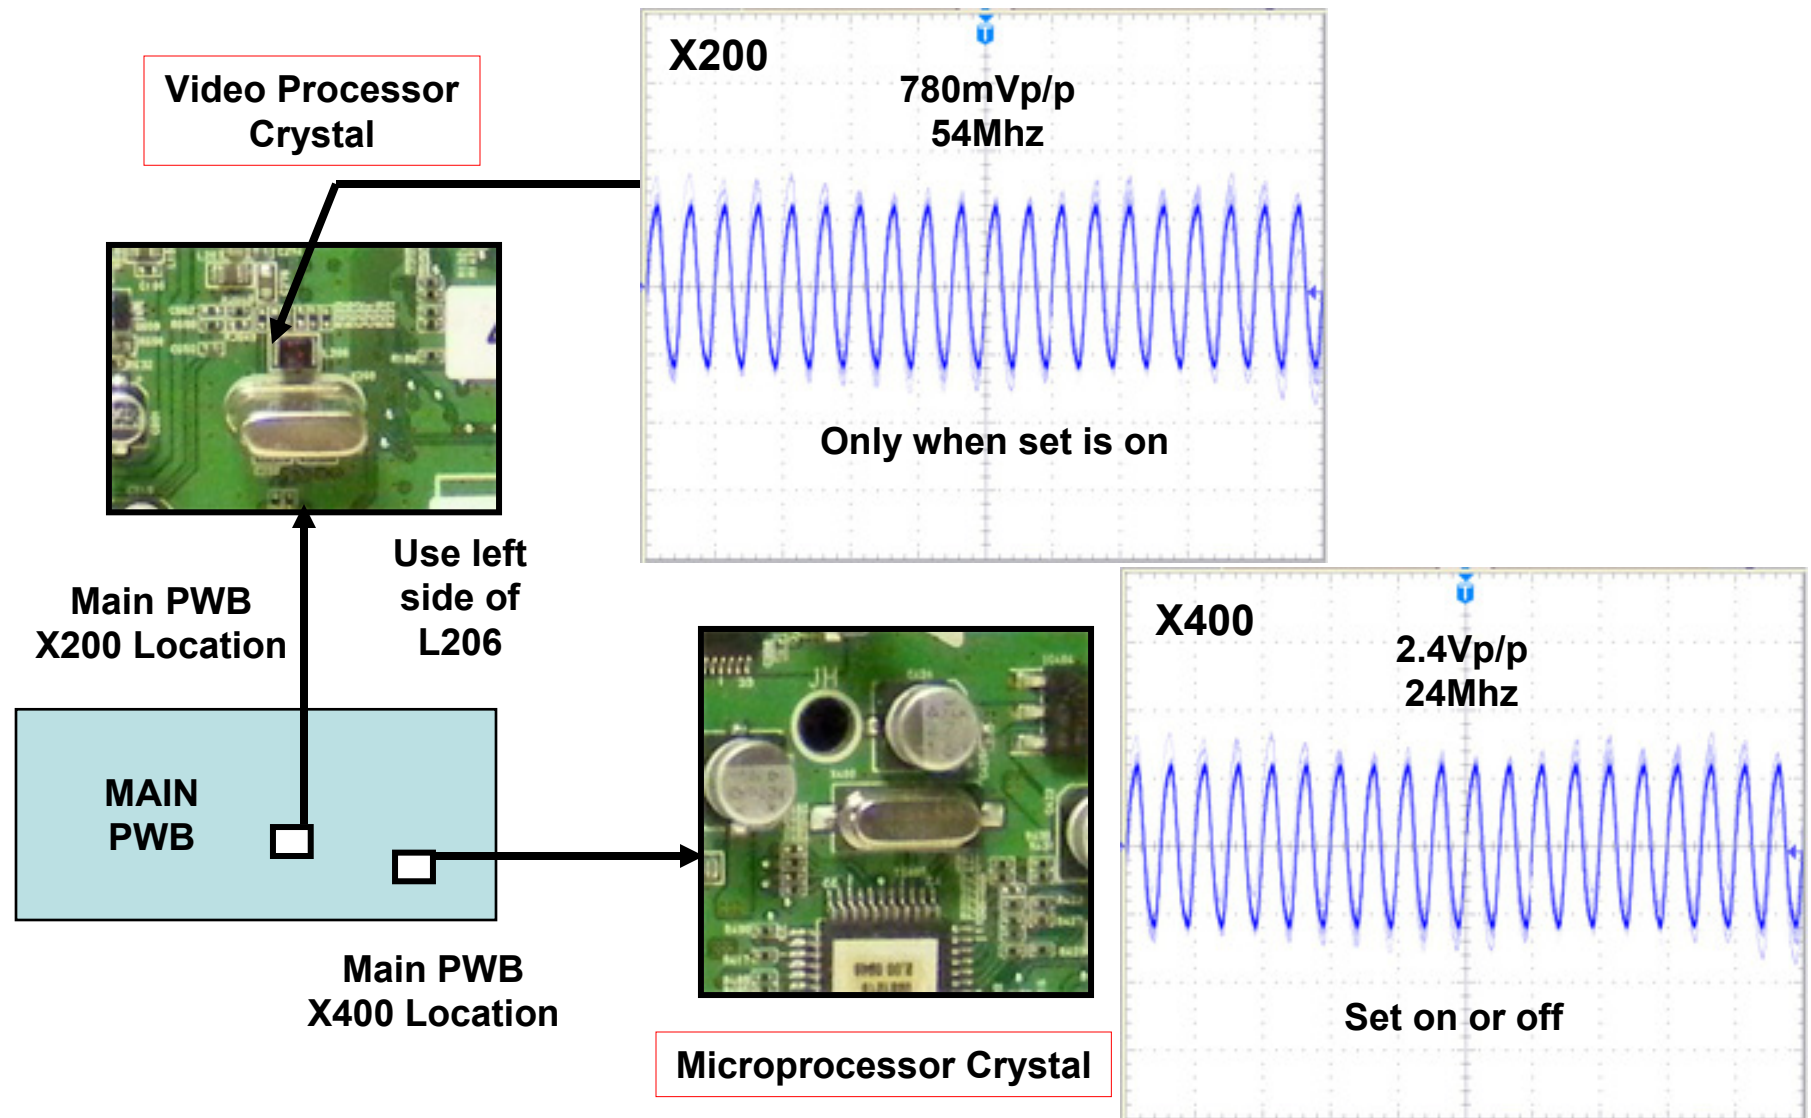 X200
780mVp/p
54Mhz
Video Processor
Crystal
Only when set is on
Use left
side of
L206
Main PWB
X200 Location
X400
2.4Vp/p
24Mhz
JH
MAIN
PWB
Main PWB
X400 Location
Set on or off
Microprocessor Crystal